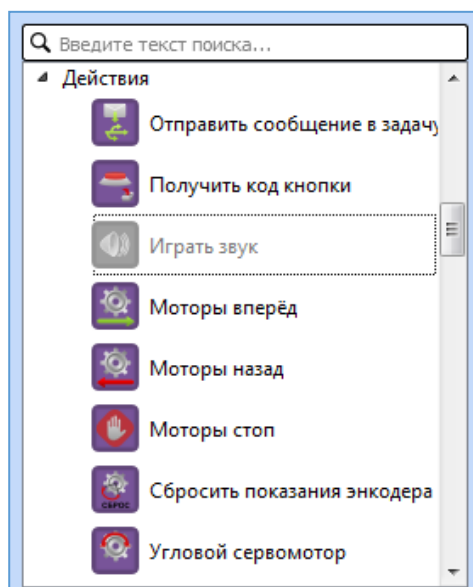 Введите текст поиска...
Действия
Отправить сообщение в задачу
Получить код кнопки
Играть звук
Моторы вперёд
Моторы назад
Моторы стоп
Сбросить показания энкодера
СБРОС
Угловой сервомотор